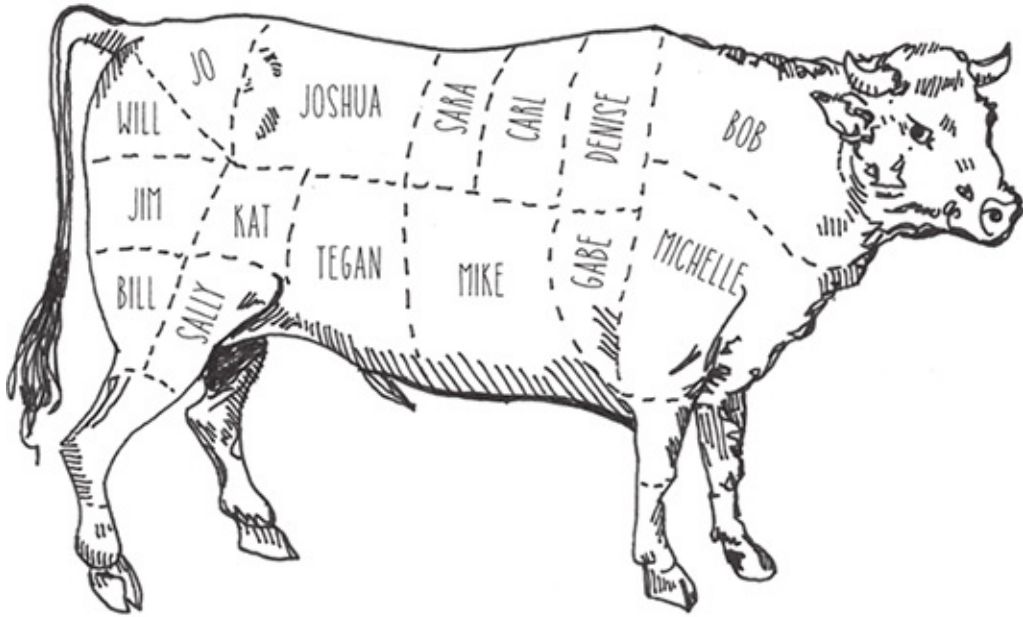 JO
JOSHUA
SARA
CARL
DENISE
BOB
WILL
JIM
KAT
TEGAN
MIKE
GABE
MICHELLE
BILL
SALLY